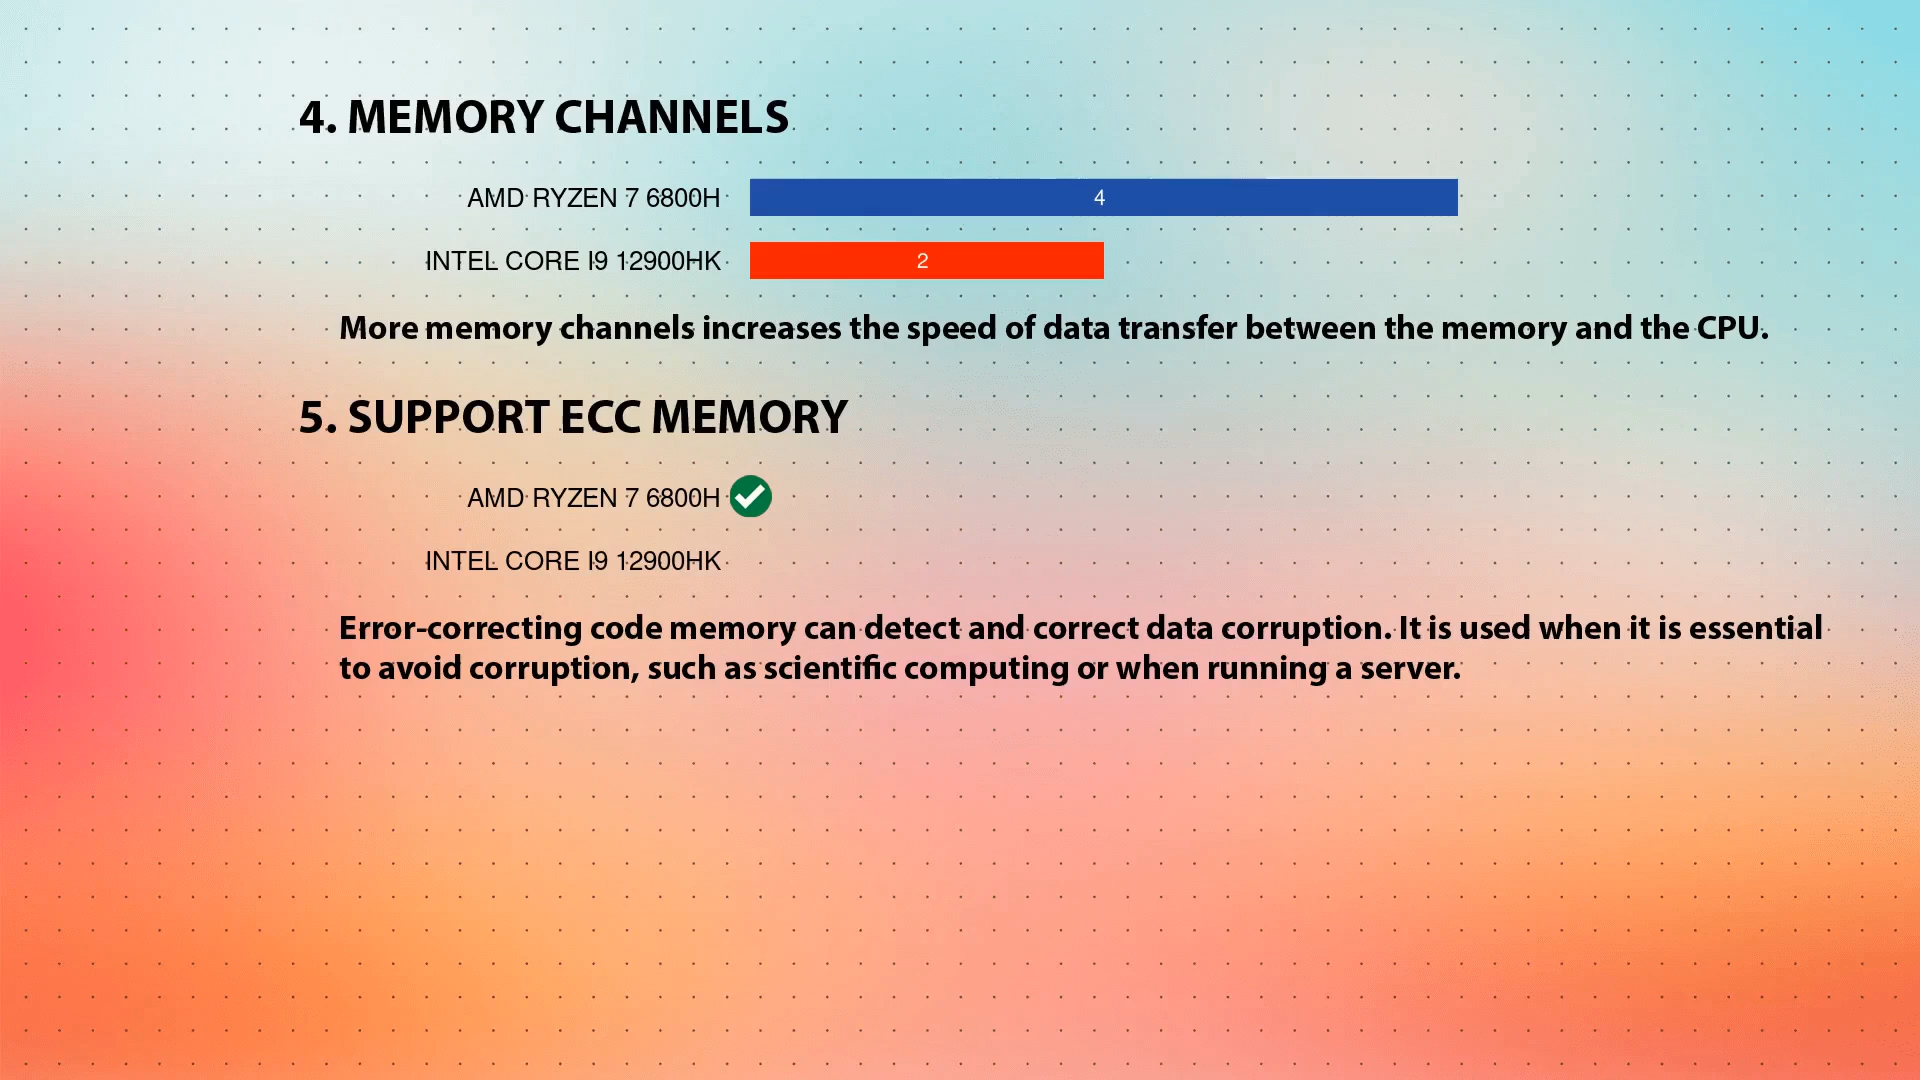 4. MEMORY CHANNELS
AMD RYZEN 7 6800H
4
INTEL CORE I9 12900HK
2
More memory channels increases the speed of data transfer between the memory and the CPU.
5. SUPPORT ECC MEMORY
AMD RYZEN 7 6800H
INTEL CORE I9 12900HK
Error-correcting code memory can detect and correct data corruption. It is used when it is essential
to avoid corruption, such as scientific computing or when running a server.